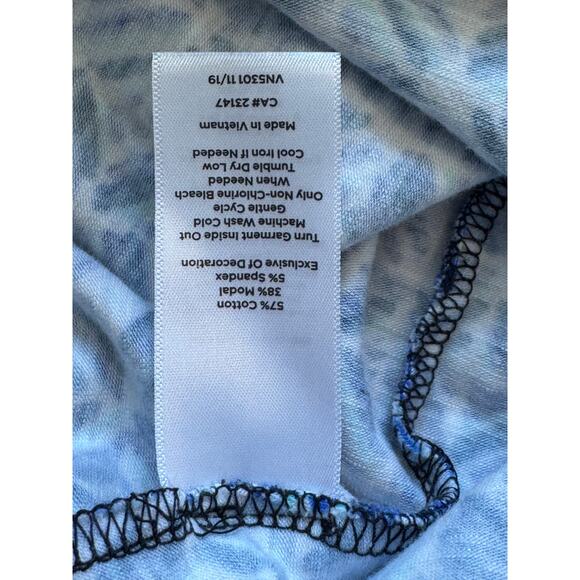 57% Cotton
38% Modal
5% Spandex
Exclusive Of Decoration
Turn Garment Inside Out
Machine Wash Cold
Gentle Cycle
Only Non-Chlorine Bleach
When Needed
Tumble Dry Low
Cool Iron If Needed
Made In Vietnam
CA# 23147
VN5301 11/19